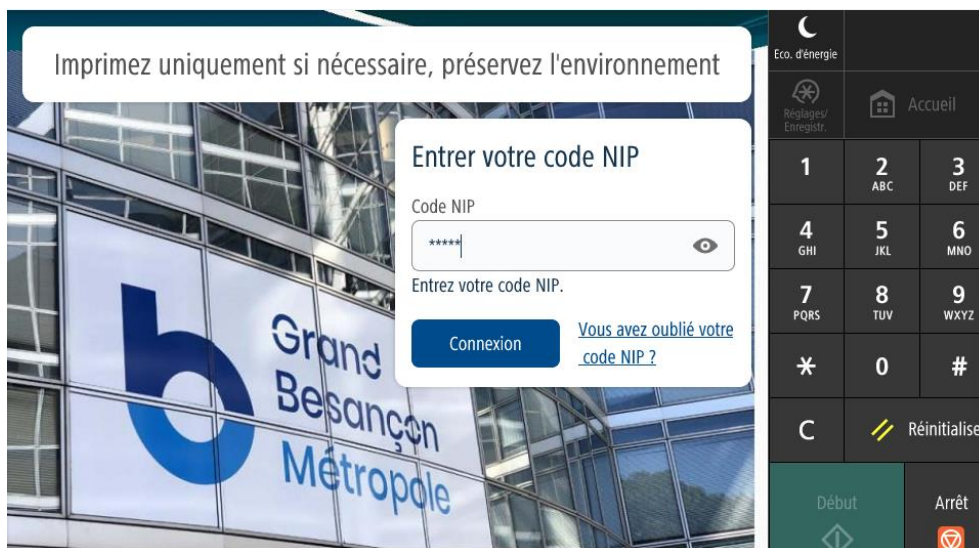 Imprimez uniquement si nécessaire, préservez l'environnement
Entrer votre code NIP
Code NIP
*****
Entrez votre code NIP.
Connexion
Vous avez oublié votre
code NIP ?
b
Grand
Besançon
Métropole
Eco. d'énergie
Réglages/
Enregistr.
Accueil
1
2
ABC
3
DEF
4
GHI
5
JKL
6
MNO
7
PQRS
8
TUV
9
WXYZ
*
0
#
C
Réinitialise
Début
Arrêt